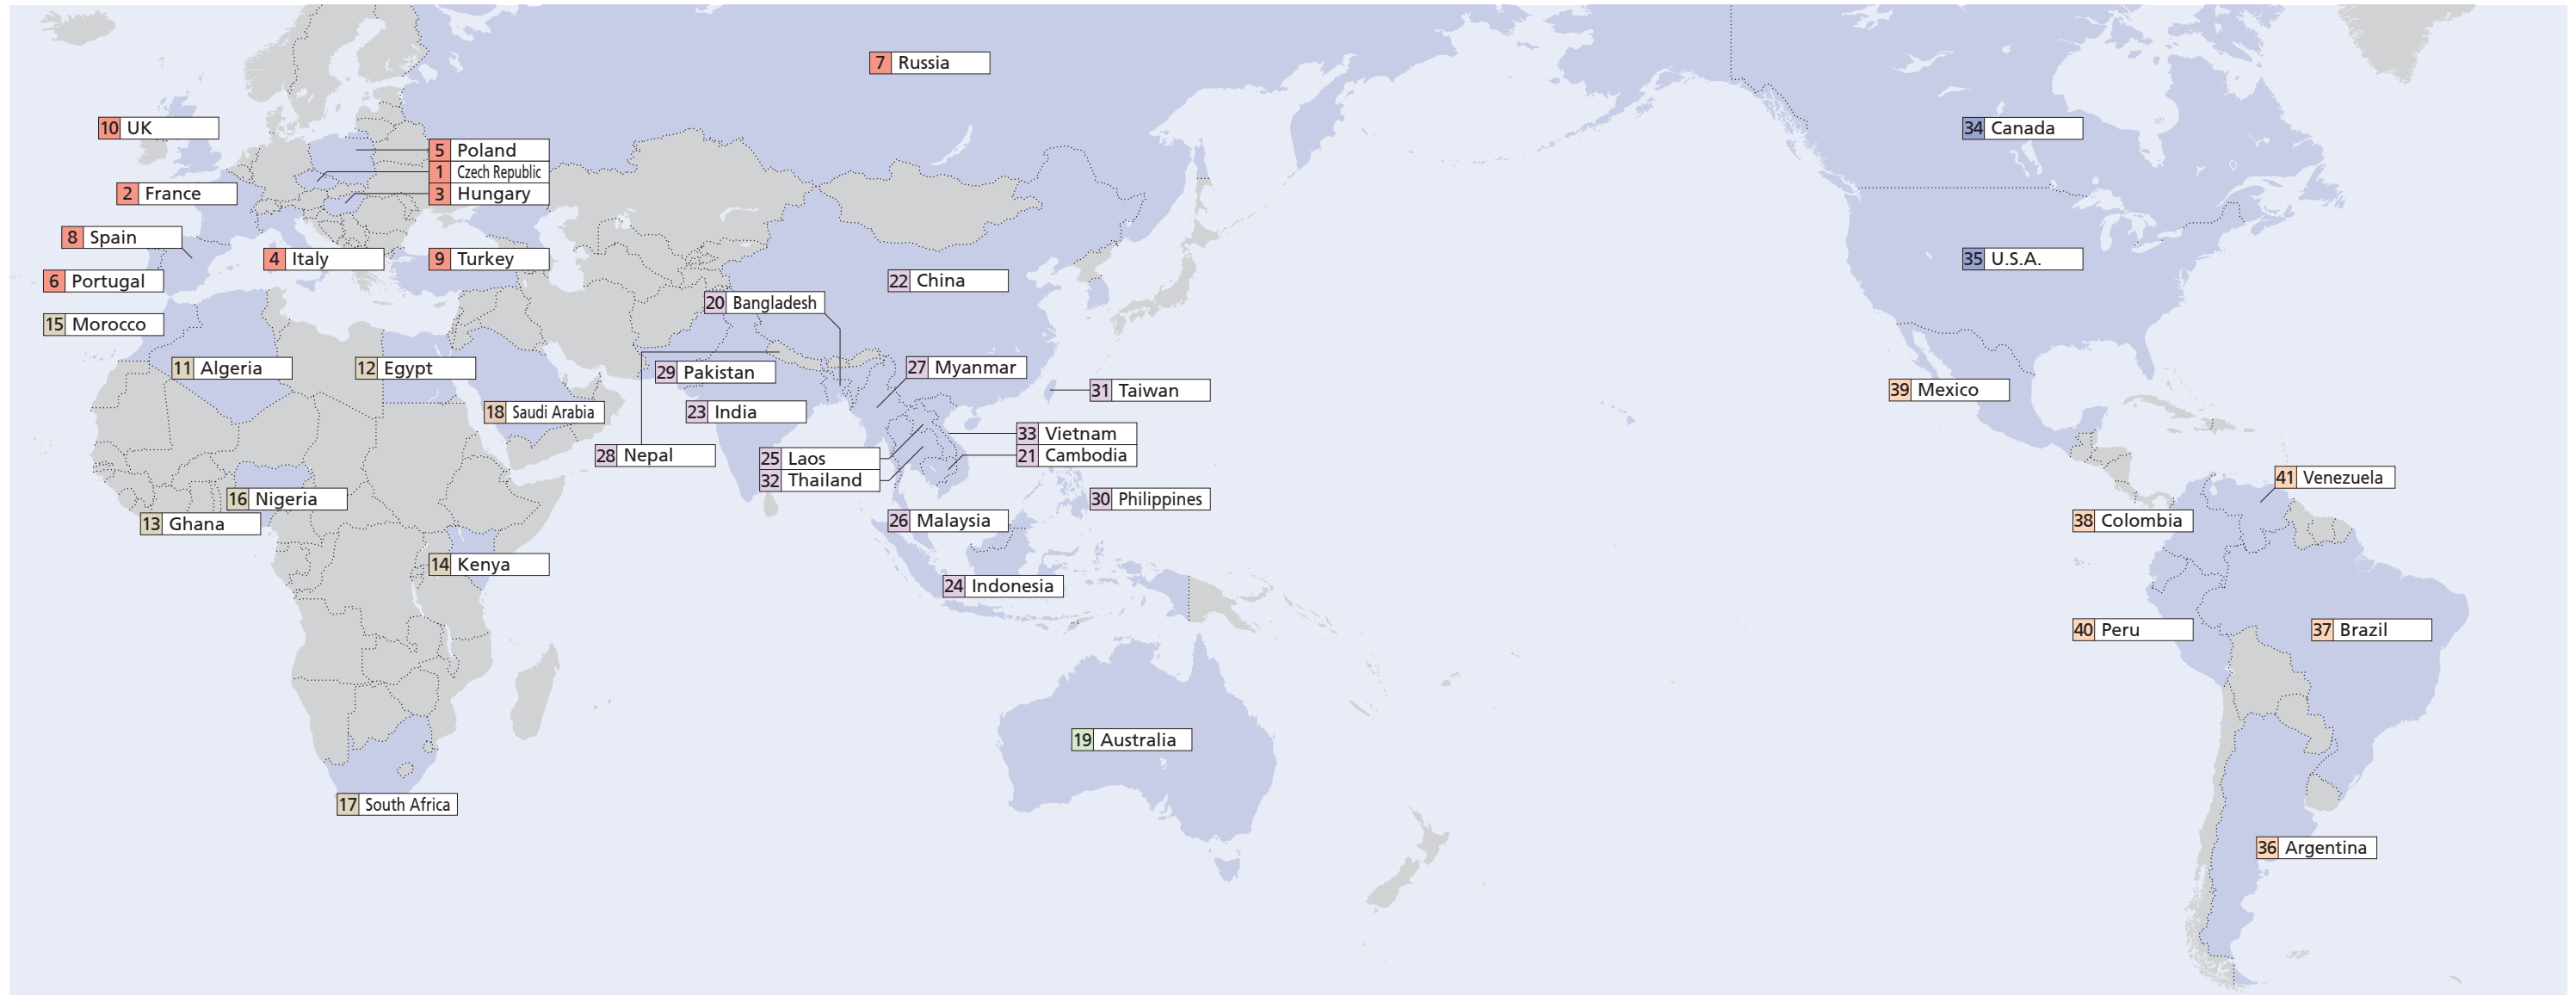 7 Russia
10 UK
34 Canada
5 Poland
1 Czech Republic
2 France
3 Hungary
8 Spain
4 Italy
9 Turkey
35 U.S.A.
6 Portugal
22 China
20 Bangladesh
15 Morocco
11 Algeria
12 Egypt
29 Pakistan
27 Myanmar
31 Taiwan
39 Mexico
18 Saudi Arabia
23 India
33 Vietnam
28 Nepal
25 Laos
21 Cambodia
32 Thailand
41 Venezuela
16 Nigeria
30 Philippines
13 Ghana
26 Malaysia
38 Colombia
14 Kenya
24 Indonesia
40 Peru
37 Brazil
19 Australia
17 South Africa
36 Argentina